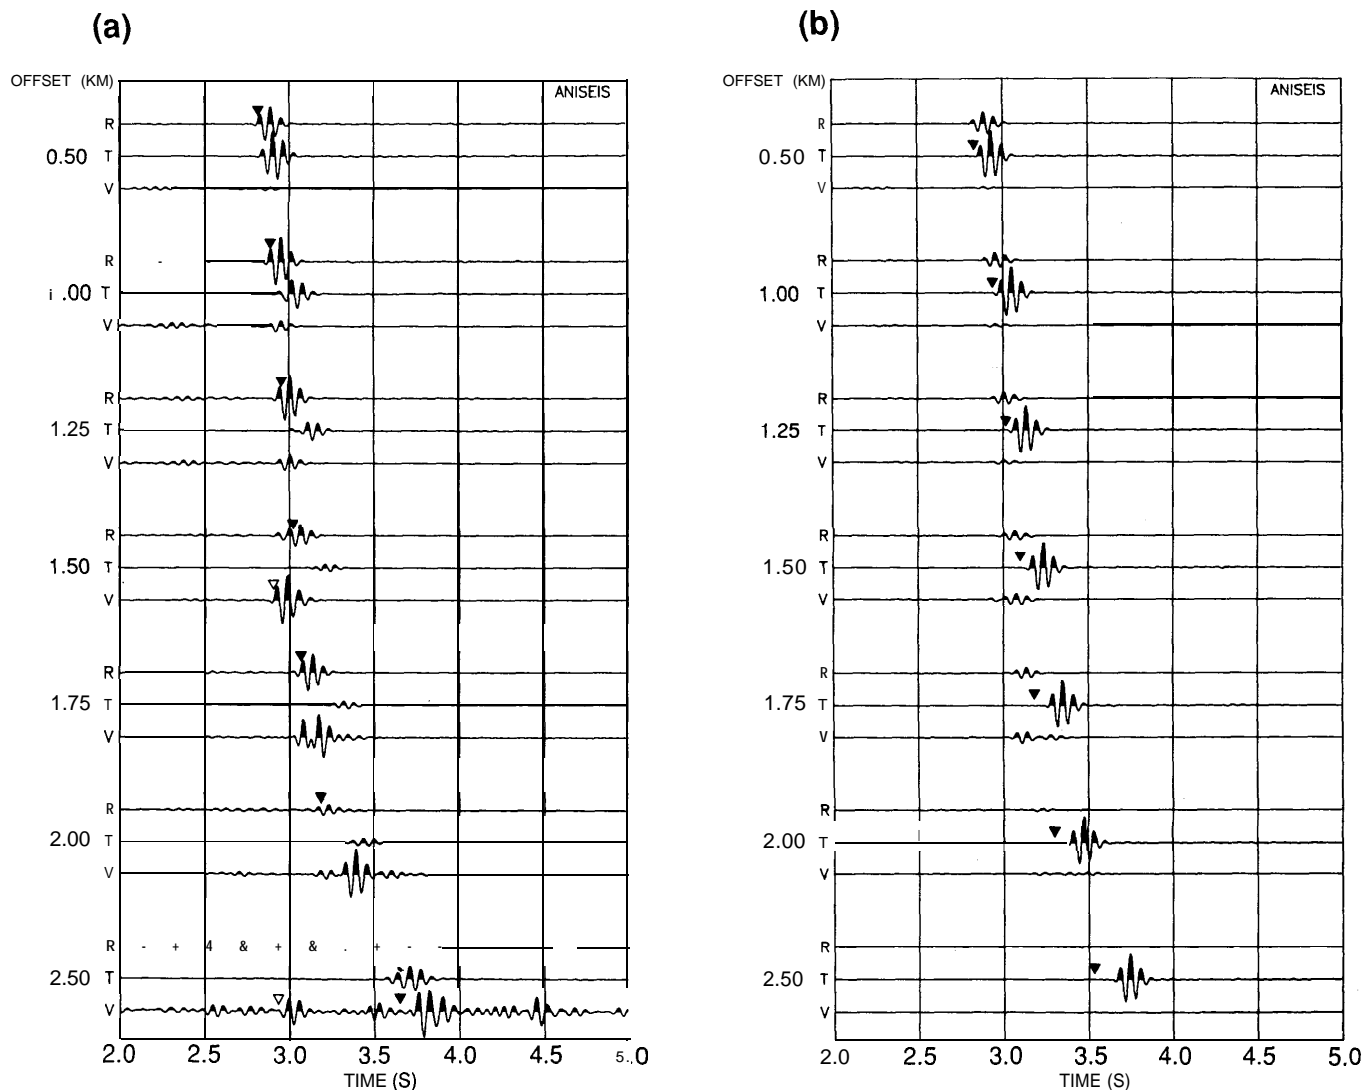 (a)
OFFSET (KM)
ANISEIS
R
0.50 T
V
R
i .00 T
V
R
1.25 T
V
R
1.50 T
V
R
1.75 T
V
R
2.00 T
V
R - + 4 & + & . + - -
2.50 T
V
2.0 2.5 3.0 3.5 4.0 4.5 5..0
TIME (S)
(b)
OFFSET (KM)
ANISEIS
R
0.50 T
V
R
1.00 T
V
R
1.25 T
V
R
1.50 T
V
R
1.75 T
V
R
2.00 T
V
R
2.50 T
V
2.0 2.5 3.0 3.5 4.0 4.5 5.0
TIME (S)